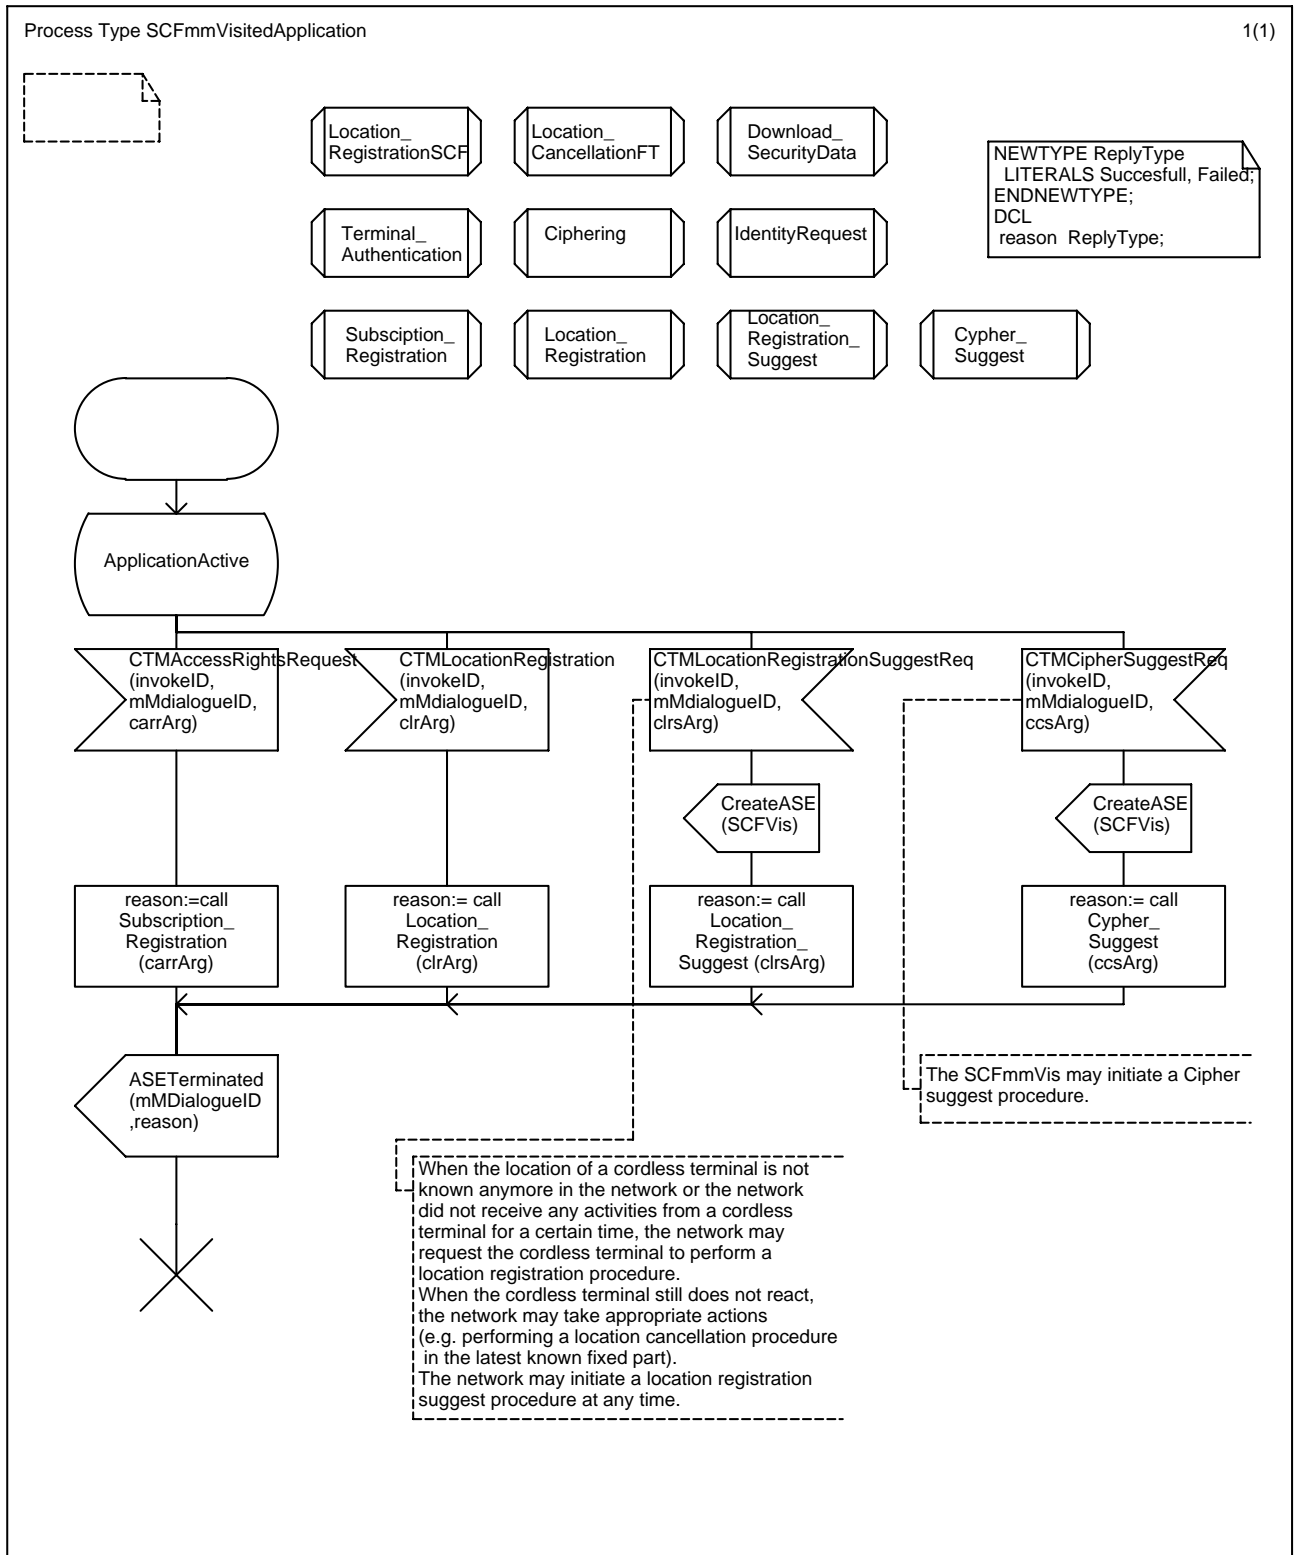 Process Type SCFmmVisitedApplication
1(1)
Location_
RegistrationSCF
Location_
CancellationFT
Download_
SecurityData
NEWTYPE ReplyType
LITERALS Succesfull, Failed;
ENDNEWTYPE;
DCL
reason ReplyType;
Terminal_
Authentication
Ciphering
IdentityRequest
Subsciption_
Registration
Location_
Registration
Location_
Registration_
Suggest
Cypher_
Suggest
ApplicationActive
CTMAccessRightsRequest
(invokeID,
mMdialogueID,
carrArg)
CTMLocationRegistration
(invokeID,
mMdialogueID,
clrArg)
CTMLocationRegistrationSuggestReq
(invokeID,
mMdialogueID,
clrsArg)
CTMCipherSuggestReq
(invokeID,
mMdialogueID,
ccsArg)
CreateASE
(SCFVis)
CreateASE
(SCFVis)
reason:=call
Subscription_
Registration
(carrArg)
reason:= call
Location_
Registration
(clrArg)
reason:= call
Location_
Registration_
Suggest (clrsArg)
reason:= call
Cypher_
Suggest
(ccsArg)
ASETerminated
(mMDialogueID
,reason)
The SCFmmVis may initiate a Cipher
suggest procedure.
When the location of a cordless terminal is not
known anymore in the network or the network
did not receive any activities from a cordless
terminal for a certain time, the network may
request the cordless terminal to perform a
location registration procedure.
When the cordless terminal still does not react,
the network may take appropriate actions
(e.g. performing a location cancellation procedure
in the latest known fixed part).
The network may initiate a location registration
suggest procedure at any time.